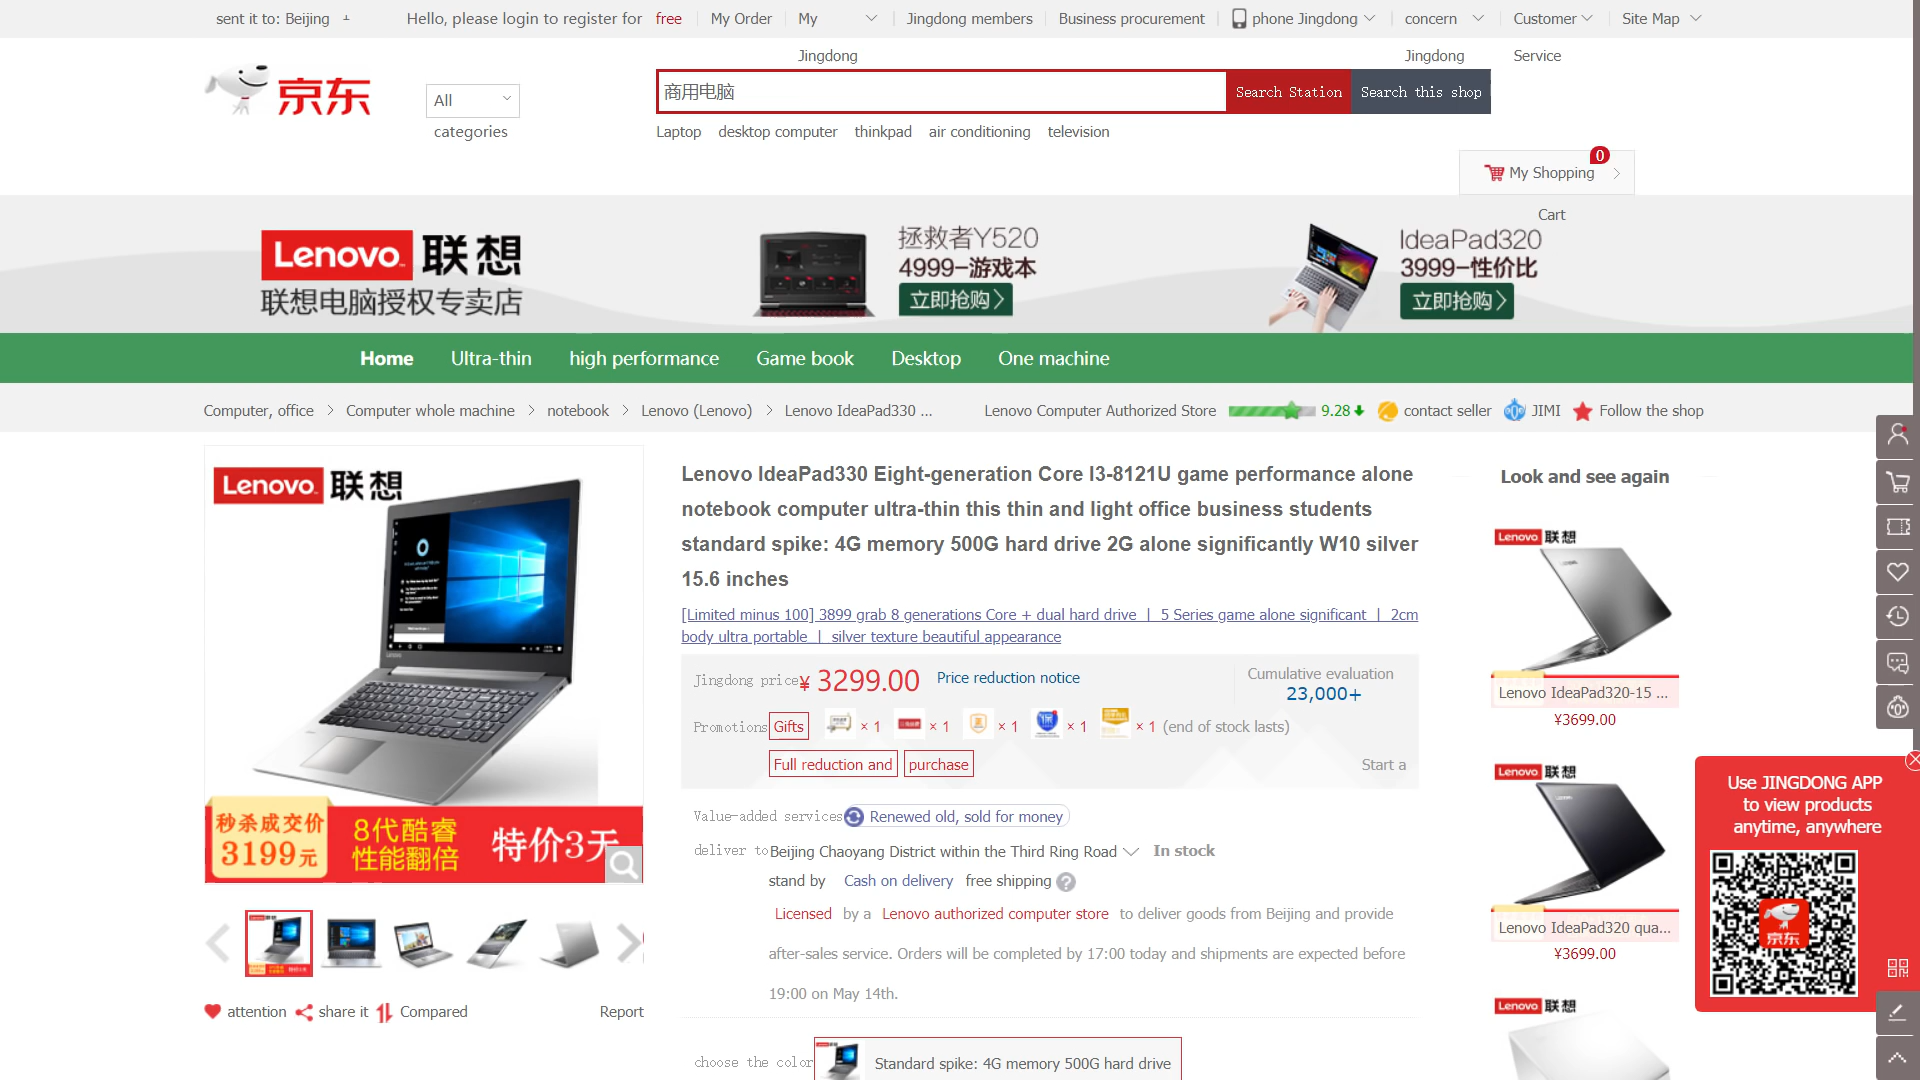 sent it to: Beijing
Hello, please login to register for free
My Order
My Jingdong
Jingdong members
Business procurement
phone Jingdong
concern Jingdong
Customer Service
Site Map
京东
All categories
商用电脑
Search Station
Search this shop
Laptop desktop computer thinkpad air conditioning television
0
My Shopping Cart
Lenovo 联想
联想电脑授权专卖店
拯救者Y520
4999-游戏本
立即抢购
IdeaPad320
3999-性价比
立即抢购
Home Ultra-thin high performance Game book Desktop One machine
Computer, office Computer whole machine notebook Lenovo (Lenovo) Lenovo IdeaPad330 ...
Lenovo Computer Authorized Store 9.28 contact seller JIMI Follow the shop
Lenovo 联想
秒杀成交价
3199元
8代酷睿
性能翻倍
特价3天
attention share it Compared Report
Lenovo IdeaPad330 Eight-generation Core I3-8121U game performance alone
notebook computer ultra-thin this thin and light office business students
standard spike: 4G memory 500G hard drive 2G alone significantly W10 silver
15.6 inches
[Limited minus 100] 3899 grab 8 generations Core + dual hard drive | 5 Series game alone significant | 2cm
body ultra portable | silver texture beautiful appearance
Jingdong price ¥ 3299.00 Price reduction notice
Cumulative evaluation
23,000+
Promotions Gifts × 1 × 1 × 1 × 1 × 1 (end of stock lasts)
Full reduction and purchase Start a
Value-added services Renewed old, sold for money
deliver to Beijing Chaoyang District within the Third Ring Road In stock
stand by Cash on delivery free shipping ?
Licensed by a Lenovo authorized computer store to deliver goods from Beijing and provide
after-sales service. Orders will be completed by 17:00 today and shipments are expected before
19:00 on May 14th.
choose the color Standard spike: 4G memory 500G hard drive
Look and see again
Lenovo 联想
Lenovo IdeaPad320-15 ...
¥3699.00
Lenovo 联想
Lenovo IdeaPad320 qua...
¥3699.00
Lenovo 联想
Use JINGDONG APP
to view products
anytime, anywhere
京东